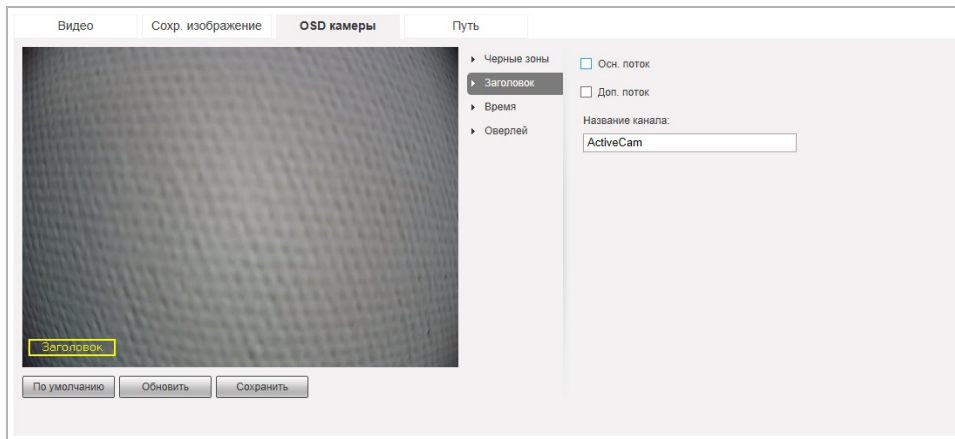 Видео
Сохр. изображение
OSD камеры
Путь
Черные зоны
Заголовок
Время
Оверлей
Осн. поток
Доп. поток
Название канала:
ActiveCam
Заголовок
По умолчанию
Обновить
Сохранить